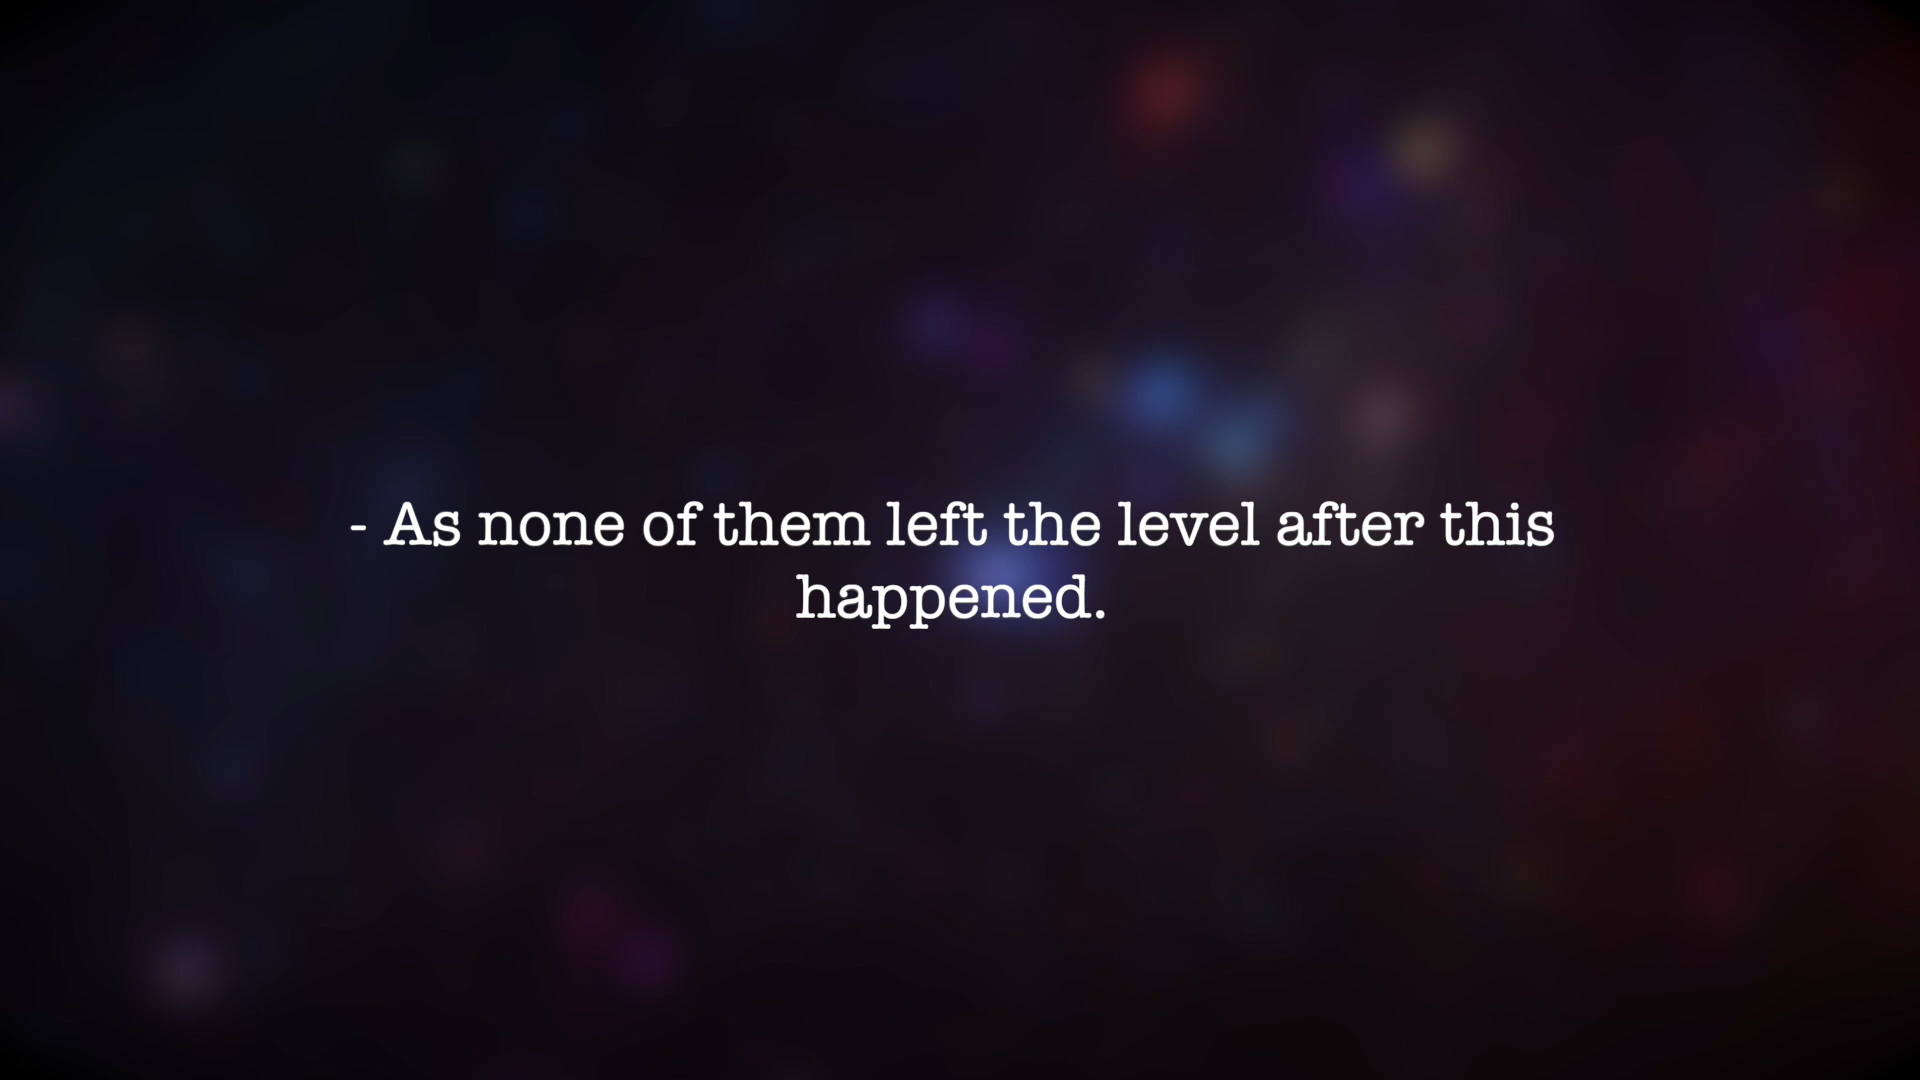 - As none of them left the level after this
happened.